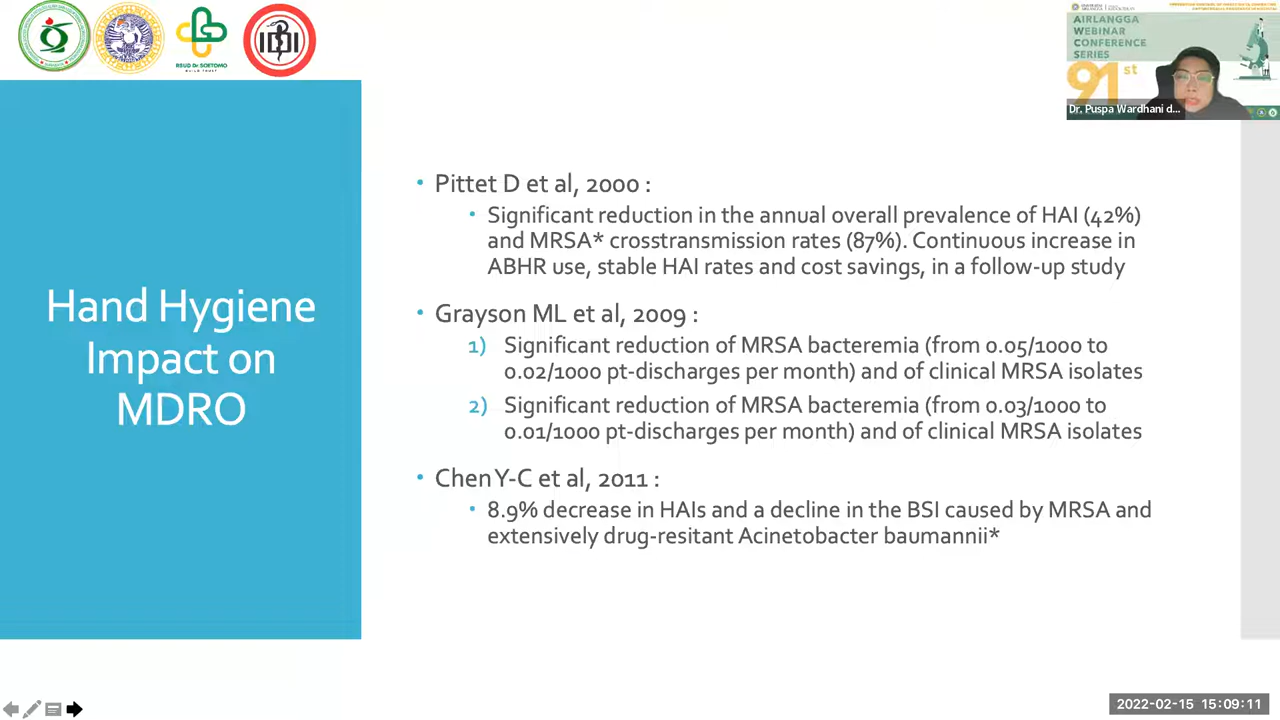 RSUD Dr SOETOMO
BUILD TRUST
IDI
AIRLANGGA
WEBINAR
CONFERENCE
SERIES
91st
Dr. Puspa Wardhani d...
Hand Hygiene
Impact on
MDRO
• Pittet D et al, 2000 :
• Significant reduction in the annual overall prevalence of HAI (42%)
and MRSA* crosstransmission rates (87%). Continuous increase in
ABHR use, stable HAI rates and cost savings, in a follow-up study
• Grayson ML et al, 2009 :
1) Significant reduction of MRSA bacteremia (from 0.05/1000 to
0.02/1000 pt-discharges per month) and of clinical MRSA isolates
2) Significant reduction of MRSA bacteremia (from 0.03/1000 to
0.01/1000 pt-discharges per month) and of clinical MRSA isolates
• Chen Y-C et al, 2011 :
• 8.9% decrease in HAIs and a decline in the BSI caused by MRSA and
extensively drug-resitant Acinetobacter baumannii*
2022-02-15 15:09:11